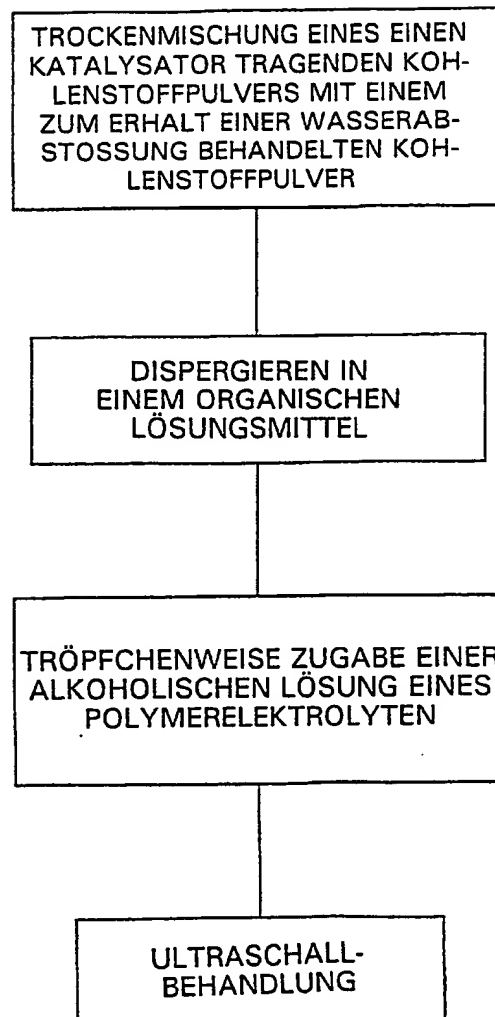 TROCKENMISCHUNG EINES EINEN
KATALYSATOR TRAGENDEN KOH-
LENSTOFFPULVERS MIT EINEM
ZUM ERHALT EINER WASSERAB-
STOSSUNG BEHANDELTEN KOH-
LENSTOFFPULVER
DISPERGIEREN IN
EINEM ORGANISCHEN
LÖSUNGSMITTEL
TRÖPFCHENWEISE ZUGABE EINER
ALKOHOLISCHEN LÖSUNG EINES
POLYMERELEKTROLYTEN
ULTRASCHALL-
BEHANDLUNG